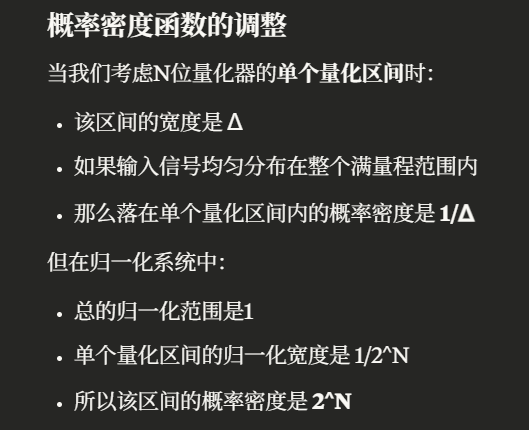 概率密度函数的调整
当我们考虑N位量化器的单个量化区间时：
• 该区间的宽度是 Δ
• 如果输入信号均匀分布在整个满量程范围内
• 那么落在单个量化区间内的概率密度是 1/Δ
但在归一化系统中：
• 总的归一化范围是1
• 单个量化区间的归一化宽度是 1/2^N
• 所以该区间的概率密度是 2^N